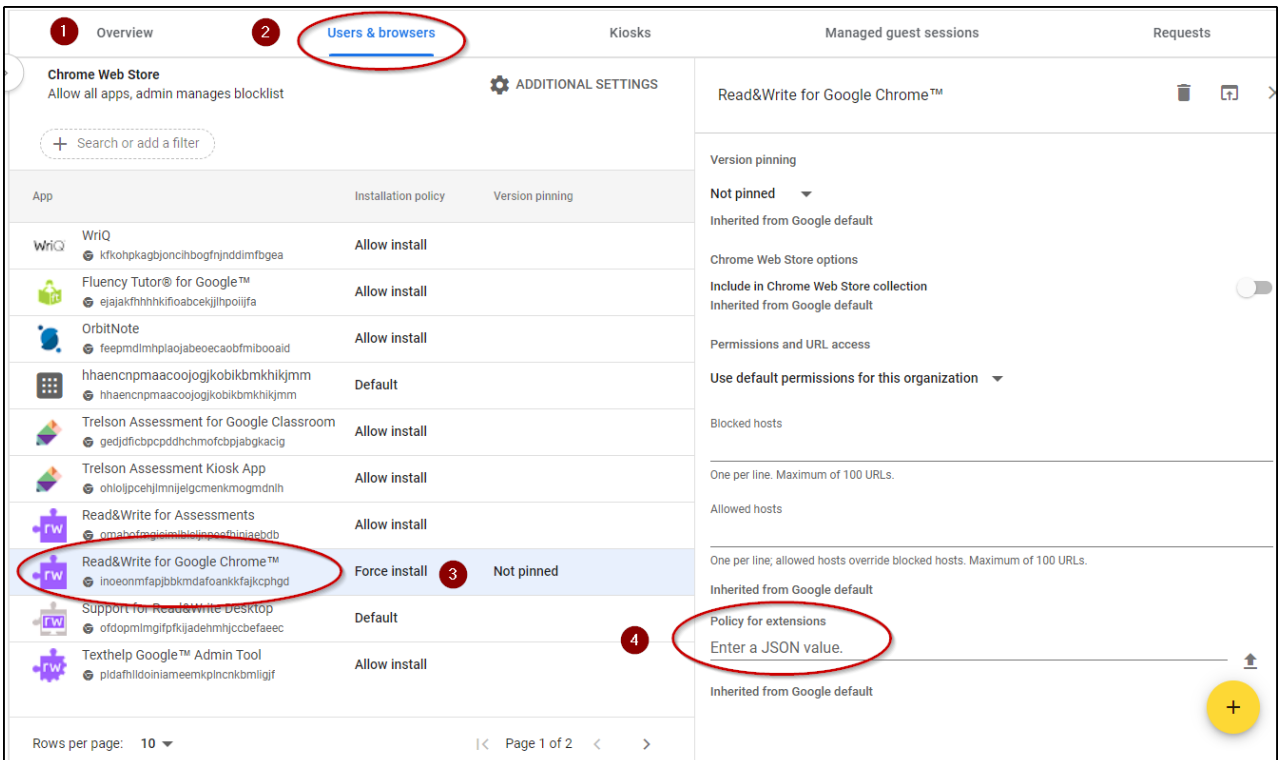 1 Overview 2 Users & browsers Kiosks Managed guest sessions Requests
Chrome Web Store
Allow all apps, admin manages blocklist
ADDITIONAL SETTINGS
Search or add a filter
App Installation policy Version pinning
WriQ
WriQ
kfkohpkagbjoncihbogfnjnddimfbgea
Allow install
Fluency Tutor® for Google™
ejajakfhhhhkifioabcekjjlhpoiijfa
Allow install
OrbitNote
feepmdlmhplaojabeoecaobfmibooaid
Allow install
hhaencnpmaacoojogjkobikbmkhikjmm
hhaencnpmaacoojogjkobikbmkhikjmm
Default
Trelson Assessment for Google Classroom
gedjdficbpcpddhchmofcbpjabgkacig
Allow install
Trelson Assessment Kiosk App
ohloljpcehjlmnijelgcmenkmogmdnlh
Allow install
rw
Read&Write for Assessments
Allow install
rw
Read&Write for Google Chrome™
inoeonmfapjbbkmdafoankkfajkcphgd
Force install 3 Not pinned
rw
Support for Read&Write Desktop
ofdopmlmgifpfkijadehmhjccbefaeec
Default
rw
Texthelp Google™ Admin Tool
pldafhlldoiniameemkplncnkbmligjf
Allow install
Rows per page: 10
Page 1 of 2
Read&Write for Google Chrome™
Version pinning
Not pinned
Inherited from Google default
Chrome Web Store options
Include in Chrome Web Store collection
Inherited from Google default
Permissions and URL access
Use default permissions for this organization
Blocked hosts
One per line. Maximum of 100 URLs.
Allowed hosts
One per line; allowed hosts override blocked hosts. Maximum of 100 URLs.
Inherited from Google default
4 Policy for extensions
Enter a JSON value.
Inherited from Google default